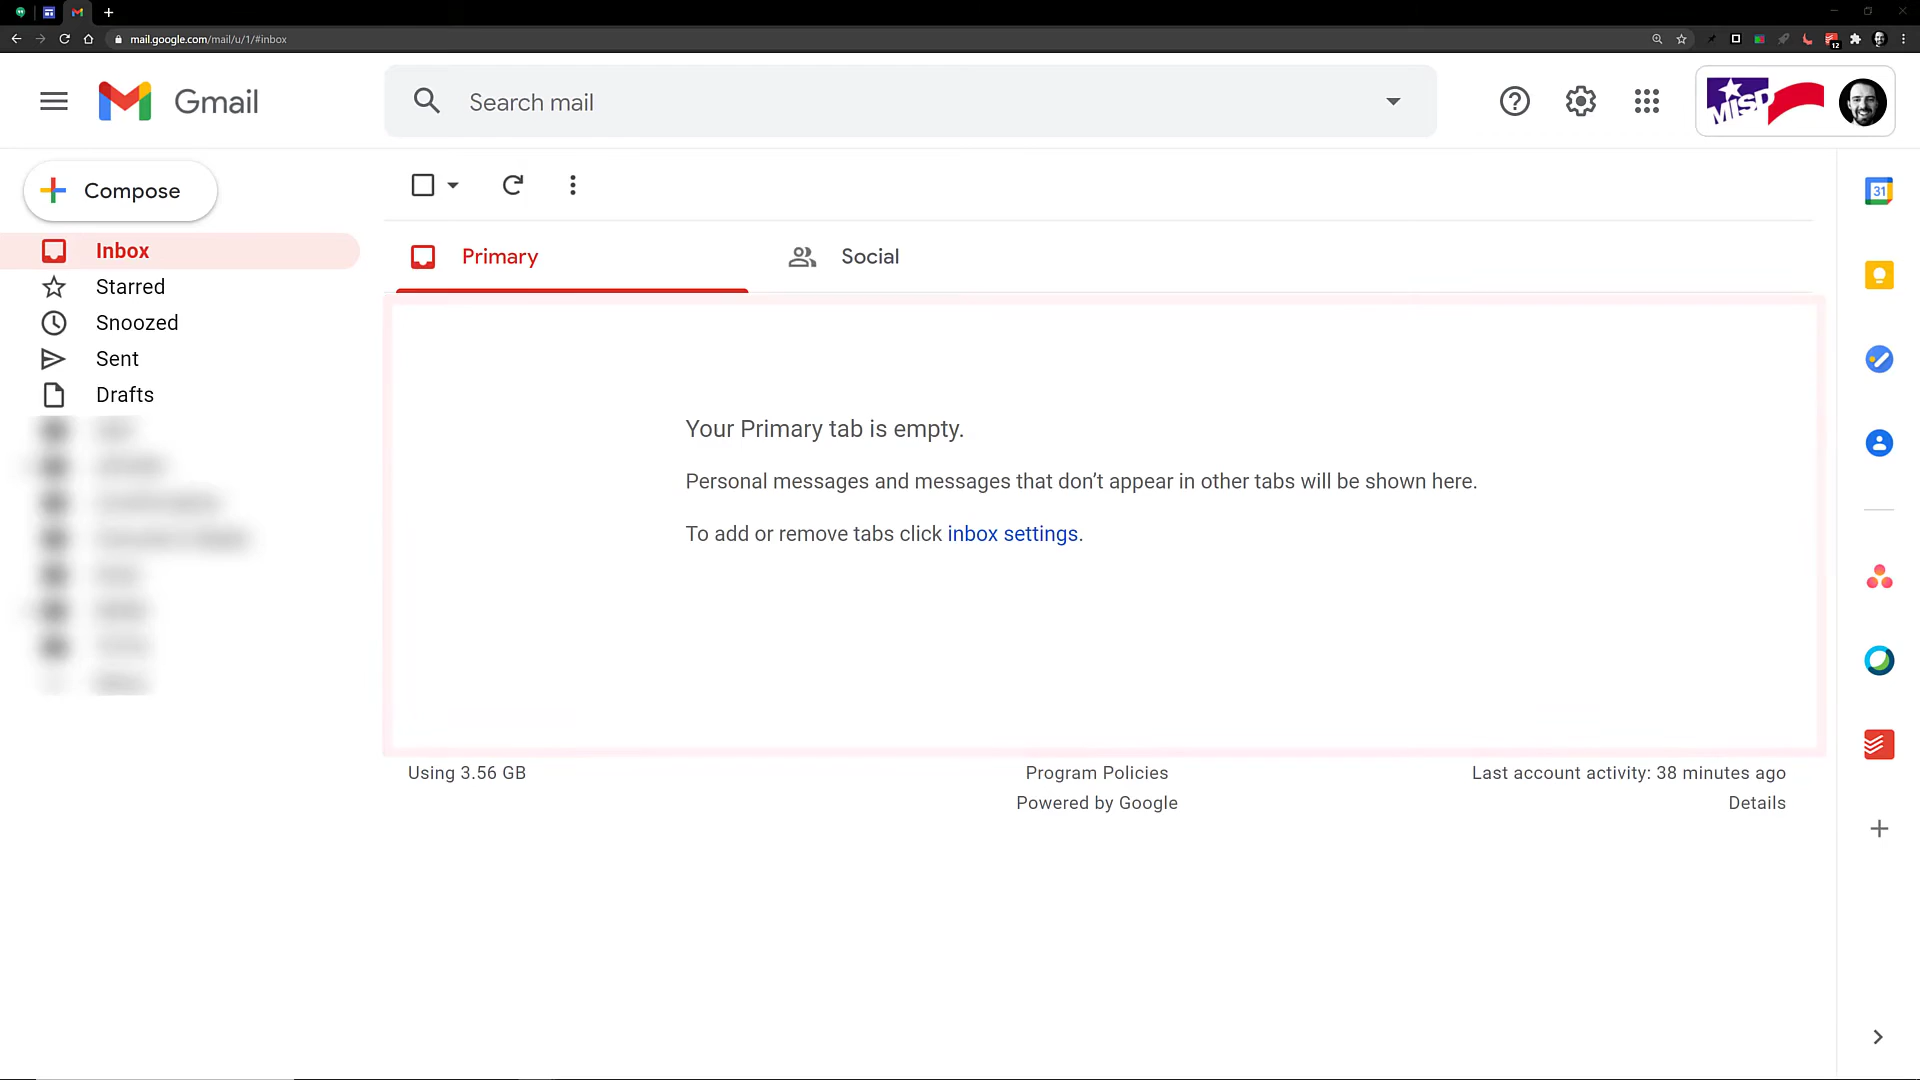 mail.google.com/mail/u/1/#inbox
12
Gmail
Search mail
MISD
Compose
31
Inbox
Starred
Snoozed
Sent
Drafts
Primary
Social
Your Primary tab is empty.
Personal messages and messages that don’t appear in other tabs will be shown here.
To add or remove tabs click inbox settings.
Using 3.56 GB
Program Policies
Powered by Google
Last account activity: 38 minutes ago
Details